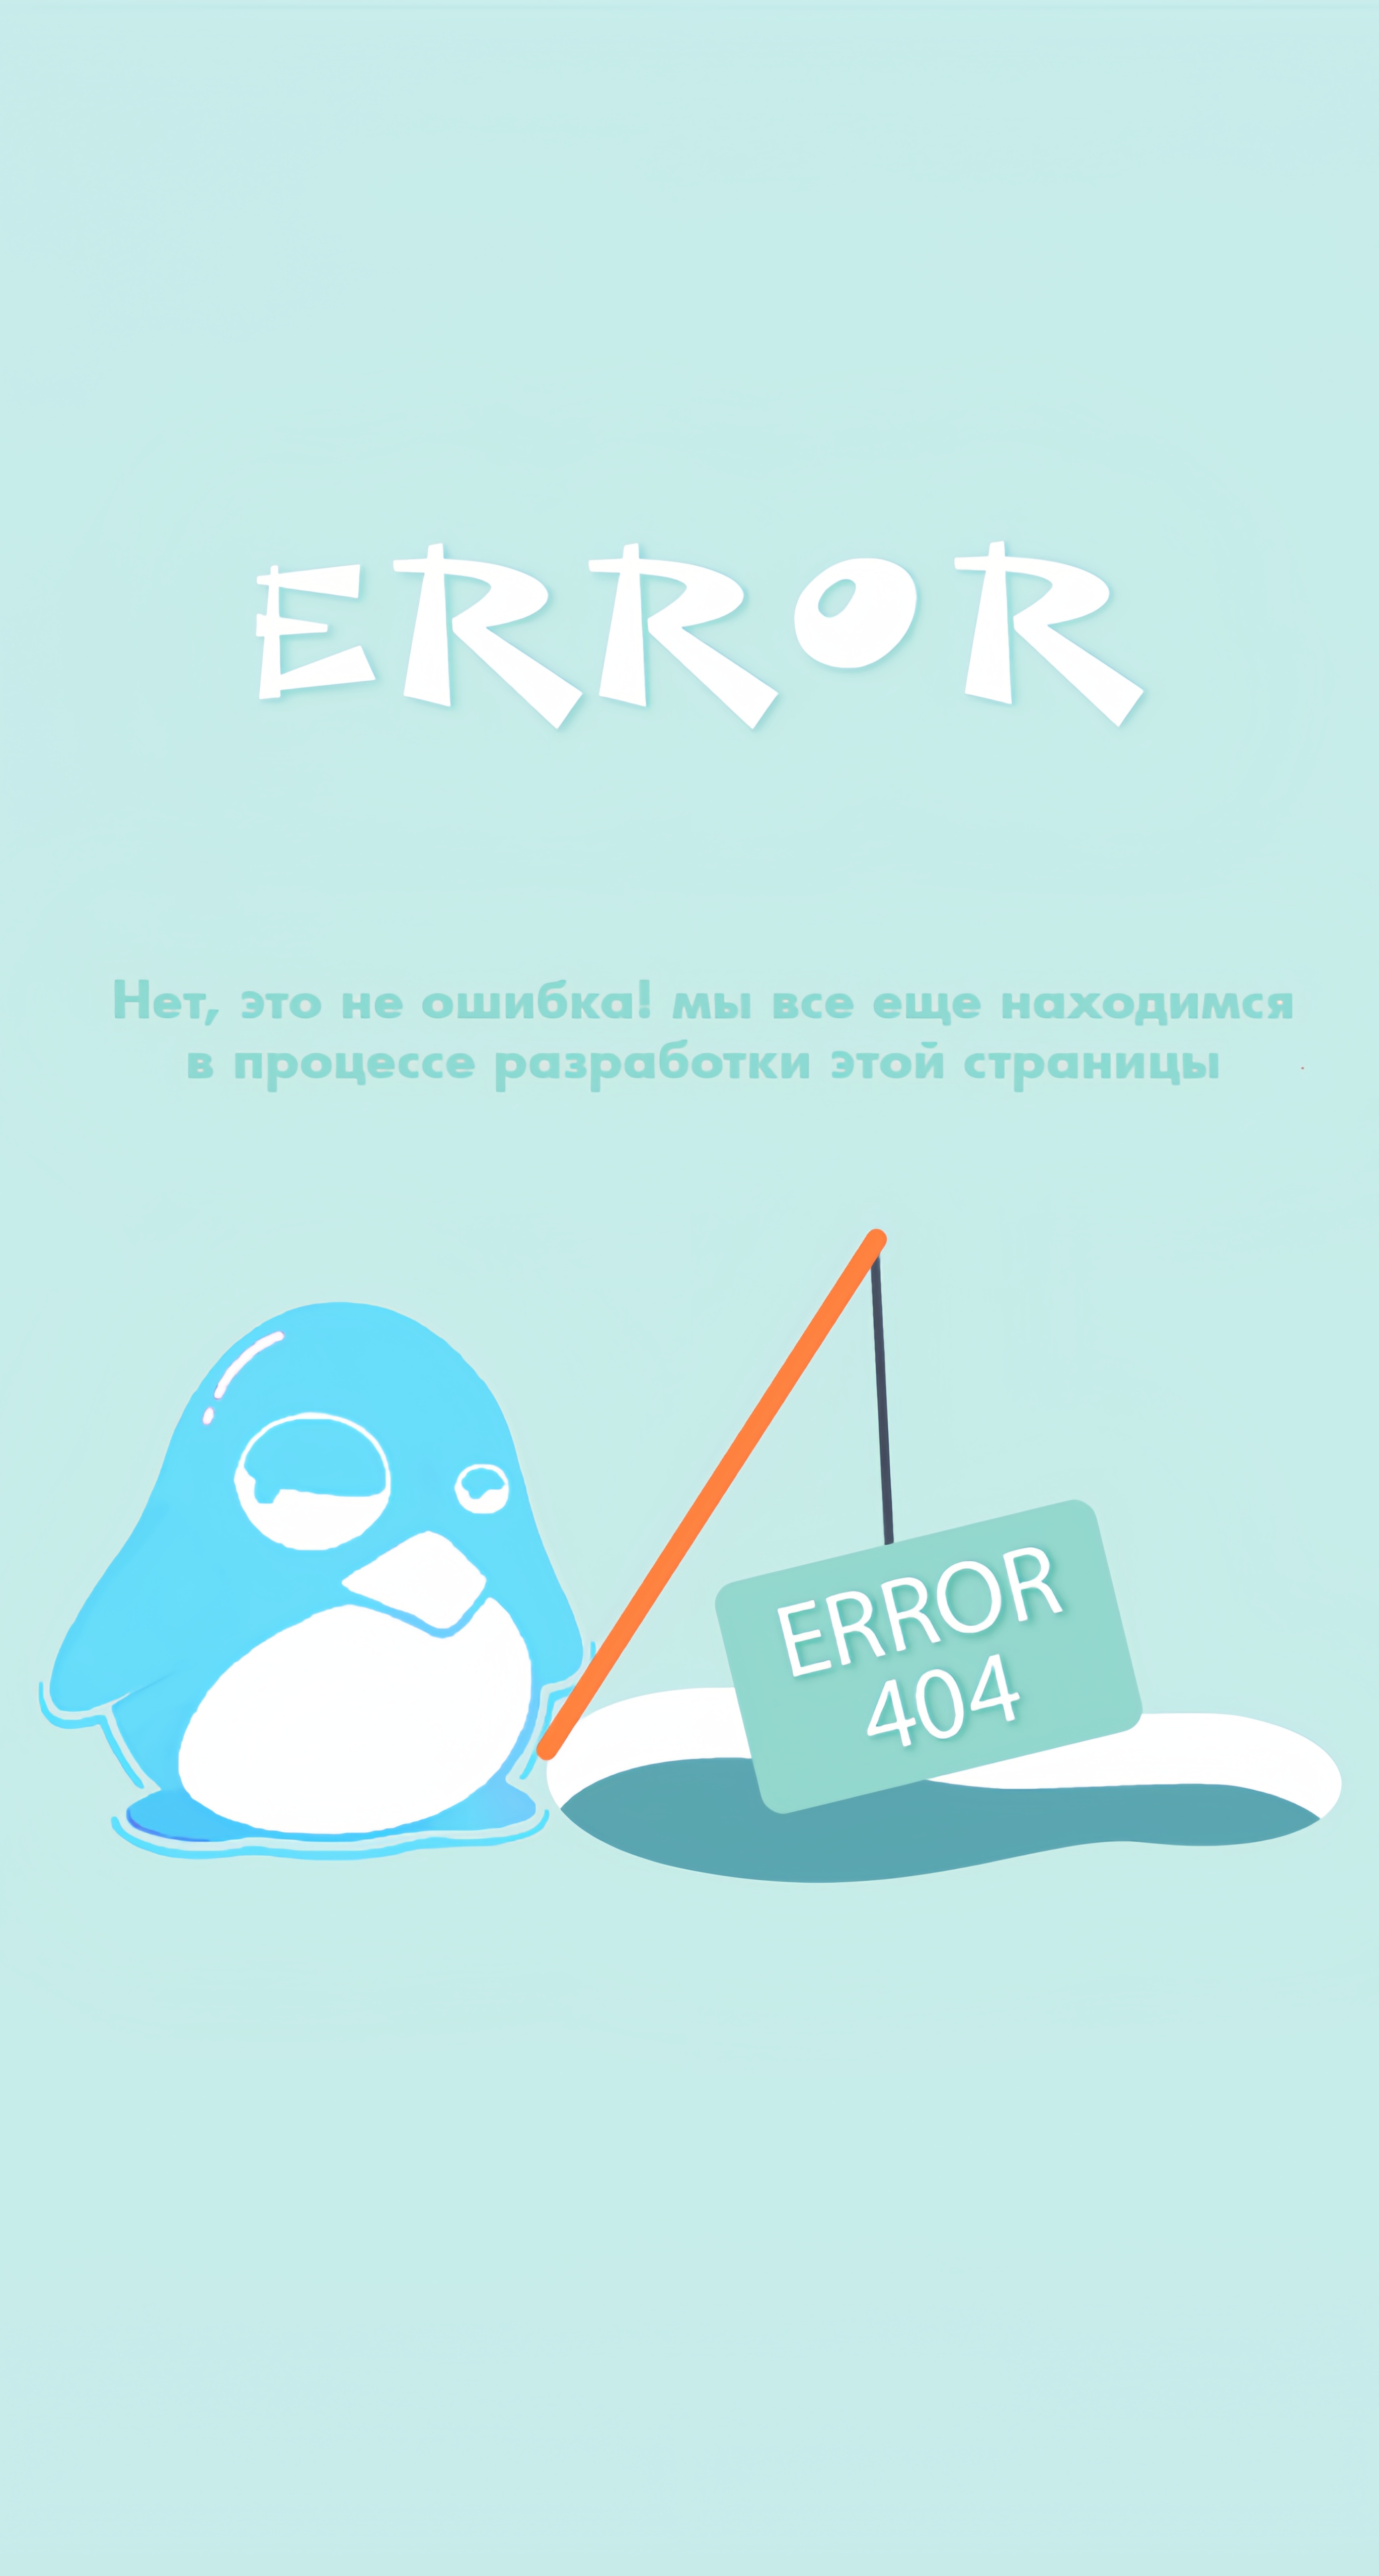 ERROR
Нет, это не ошибка! мы все еще находимся
в процессе разработки этой страницы
ERROR
404